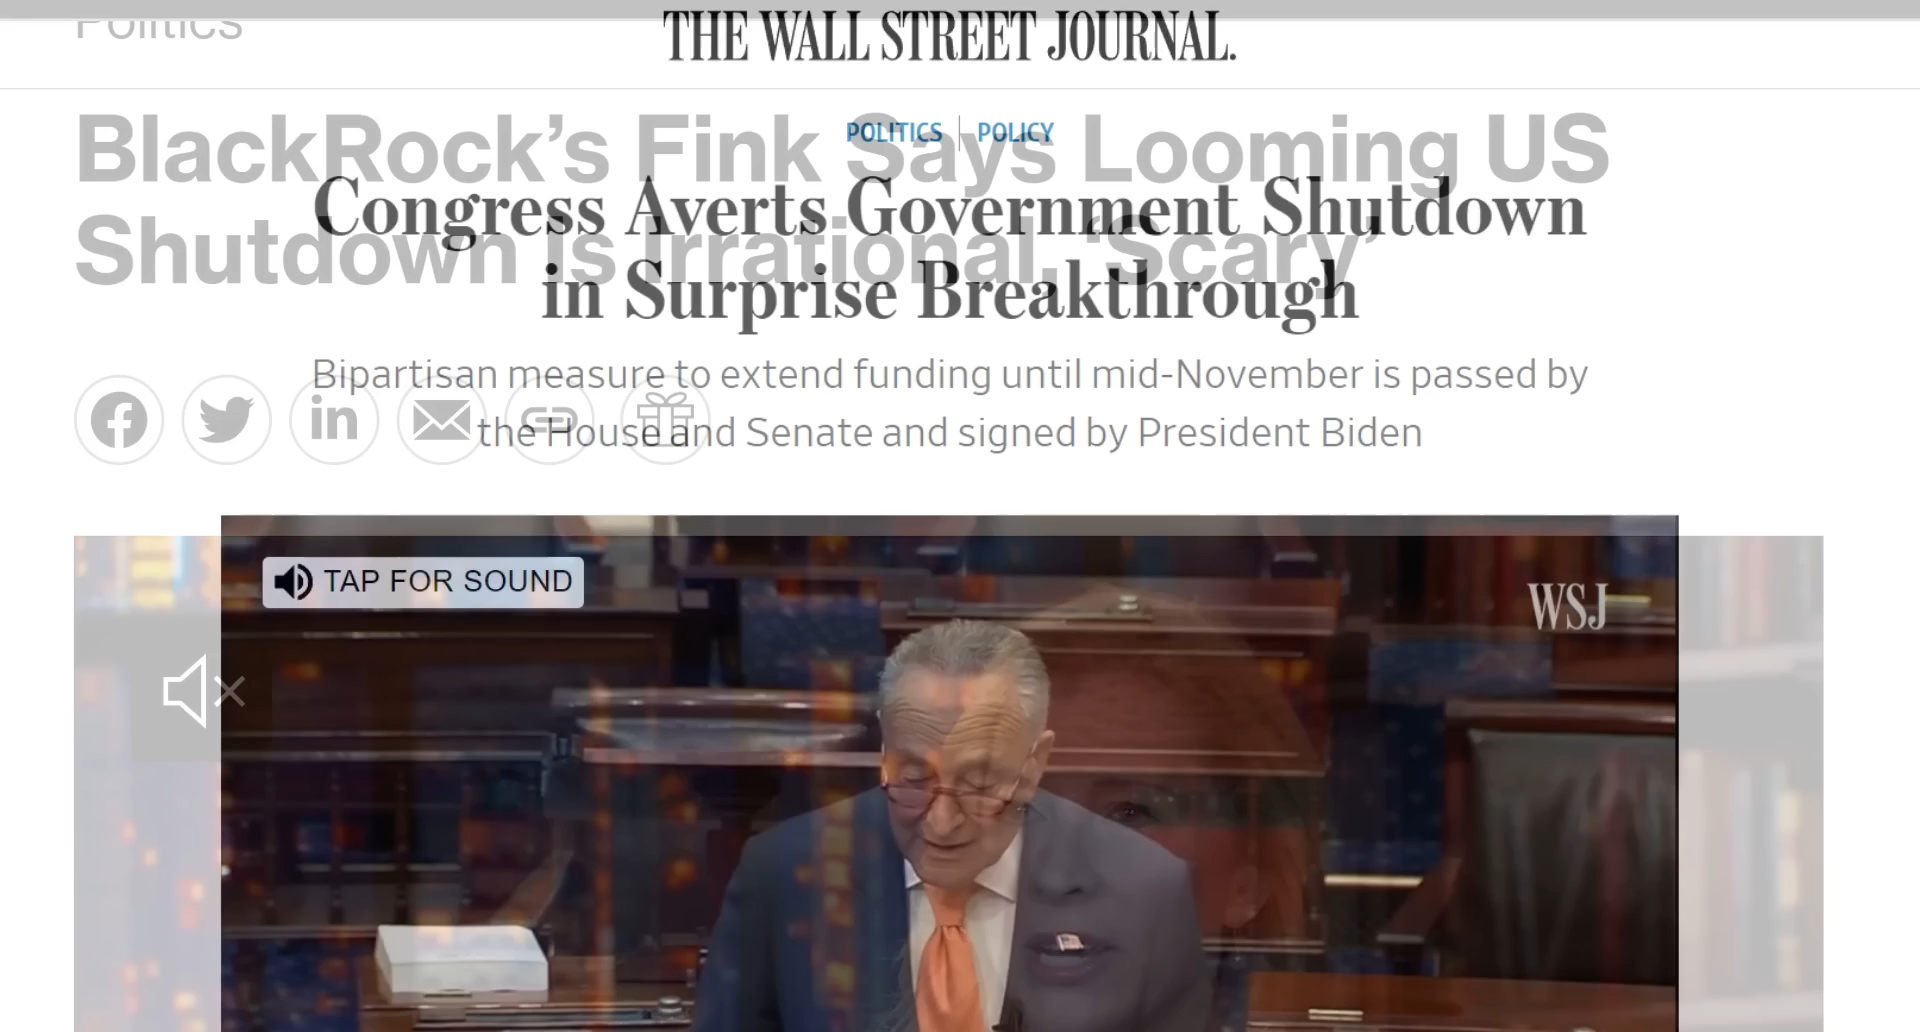 Politics
THE WALL STREET JOURNAL.
POLITICS | POLICY
BlackRock's Fink Says Looming US
Shutdown Is Irrational, 'Scary'
Congress Averts Government Shutdown
in Surprise Breakthrough
Bipartisan measure to extend funding until mid-November is passed by
the House and Senate and signed by President Biden
in
TAP FOR SOUND
WSJ